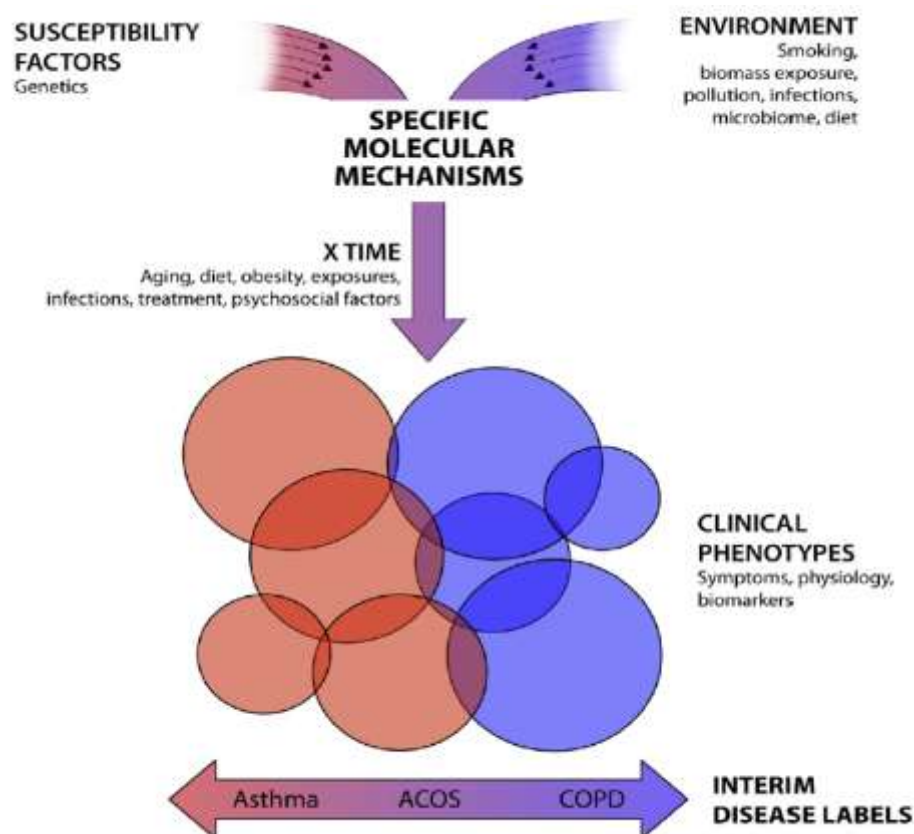 SUSCEPTIBILITY
FACTORS
Genetics
ENVIRONMENT
Smoking,
biomass exposure,
pollution, infections,
microbiome, diet
SPECIFIC
MOLECULAR
MECHANISMS
X TIME
Aging, diet, obesity, exposures,
infections, treatment, psychosocial factors
CLINICAL
PHENOTYPES
Symptoms, physiology,
biomarkers
Asthma ACOS COPD
INTERIM
DISEASE LABELS